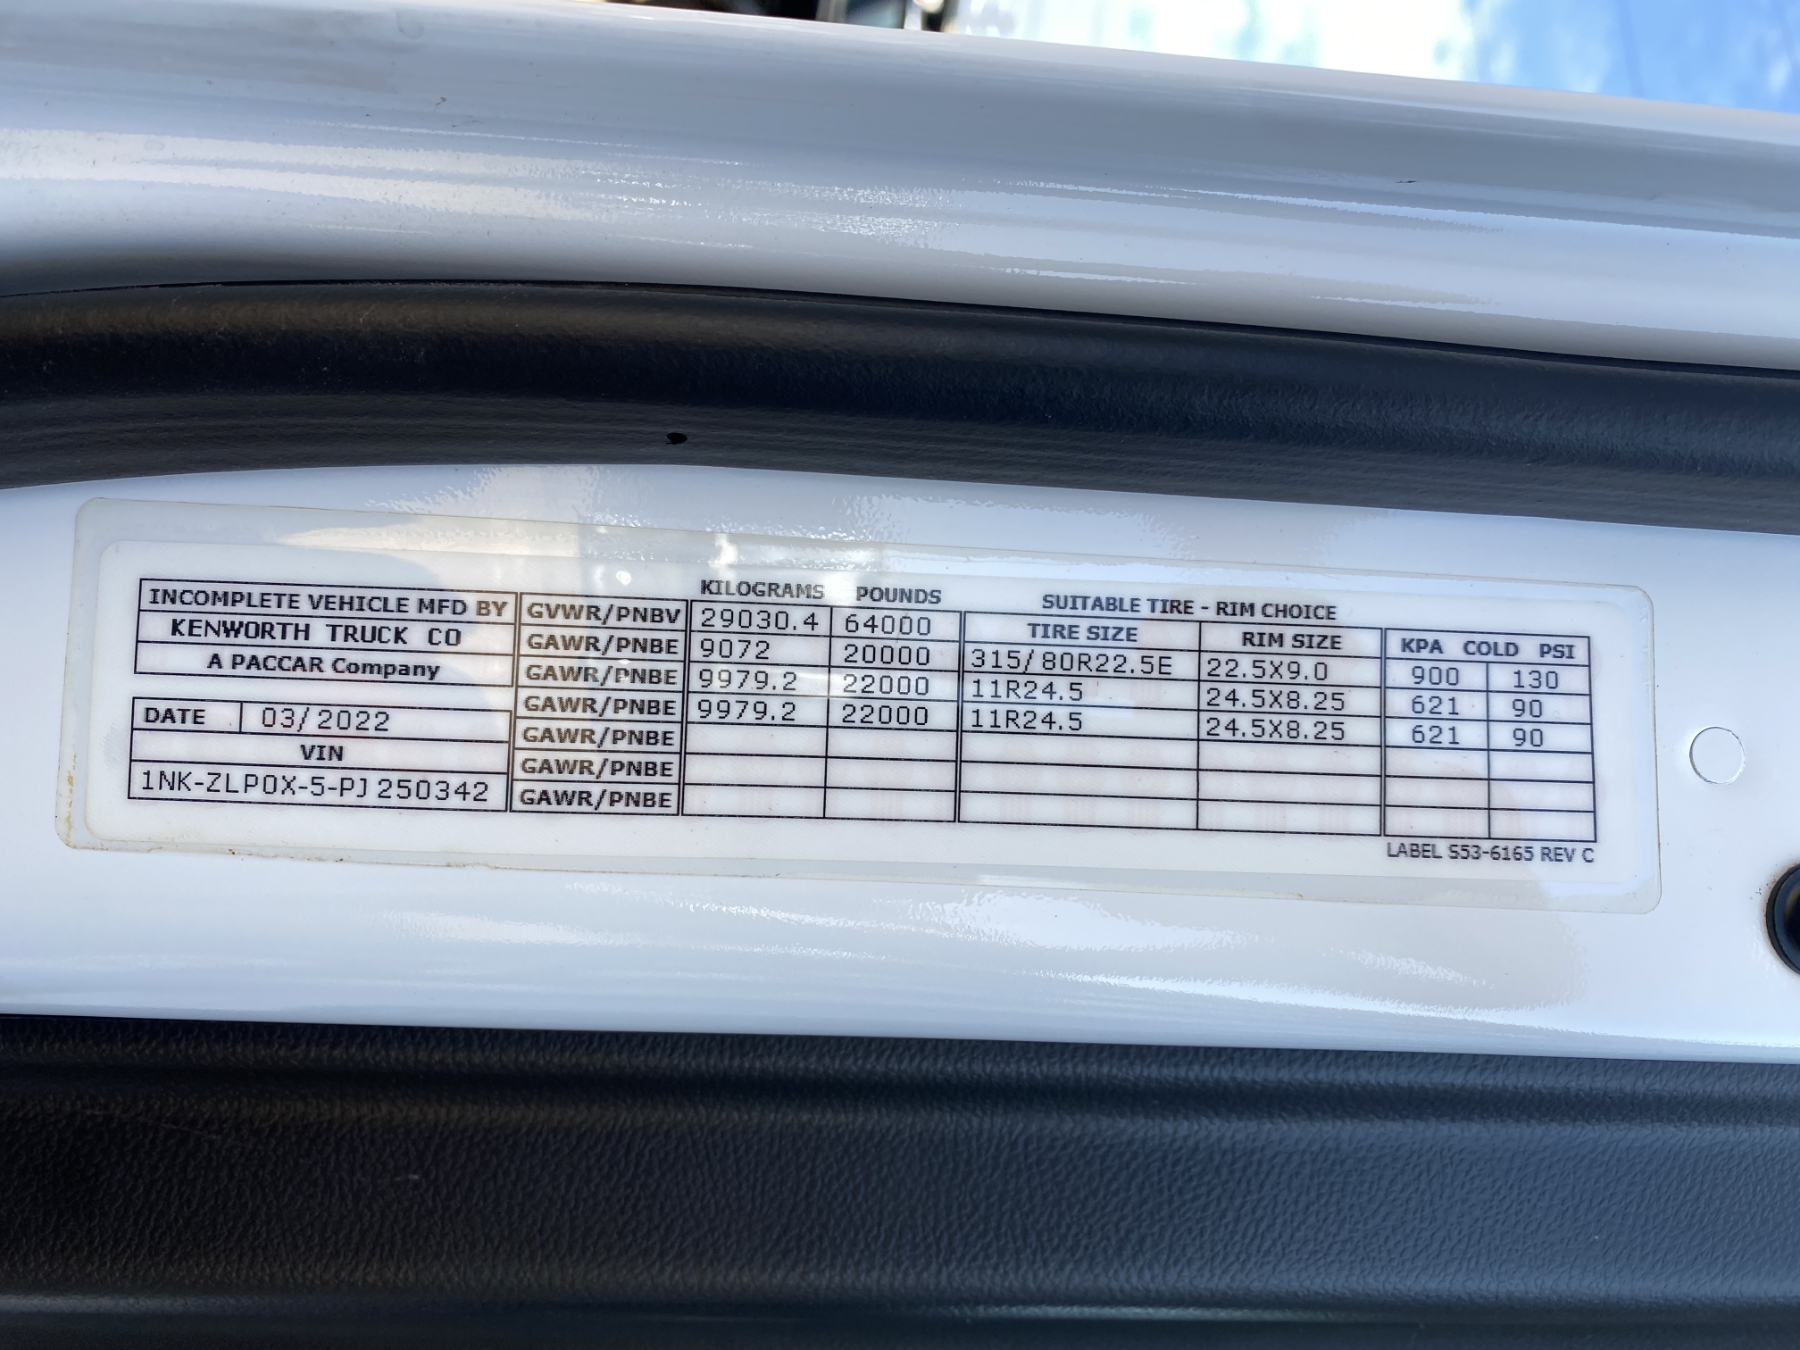 KILOGRAMS POUNDS SUITABLE TIRE - RIM CHOICE
INCOMPLETE VEHICLE MFD BY
KENWORTH TRUCK CO
A PACCAR Company
DATE 03/2022
VIN
1NK-ZLP0X-5-PJ250342
GVWR/PNBV 29030.4 64000 TIRE SIZE RIM SIZE KPA COLD PSI
GAWR/PNBE 9072 20000 315/80R22.5E 22.5X9.0 900 130
GAWR/PNBE 9979.2 22000 11R24.5 24.5X8.25 621 90
GAWR/PNBE 9979.2 22000 11R24.5 24.5X8.25 621 90
GAWR/PNBE
GAWR/PNBE
GAWR/PNBE
LABEL S53-6165 REV C